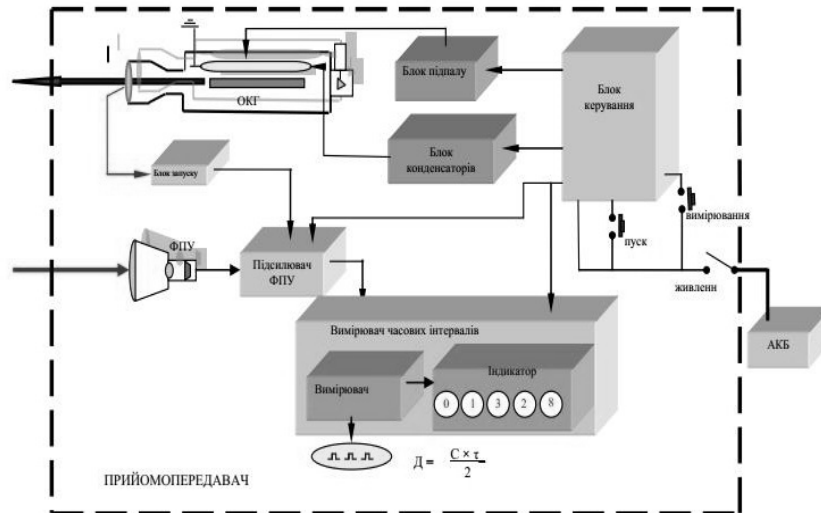 ОКГ
Блок підпалу
Блок
керування
Блок
конденсаторів
Блок запуску
ФПУ
Підсилювач
ФПУ
пуск
вимірювання
живленн
АКБ
Вимірювач часових інтервалів
Вимірювач
Індикатор
0 1 3 2 8
Д = C × τ
2
ПРИЙОМОПЕРЕДАВАЧ